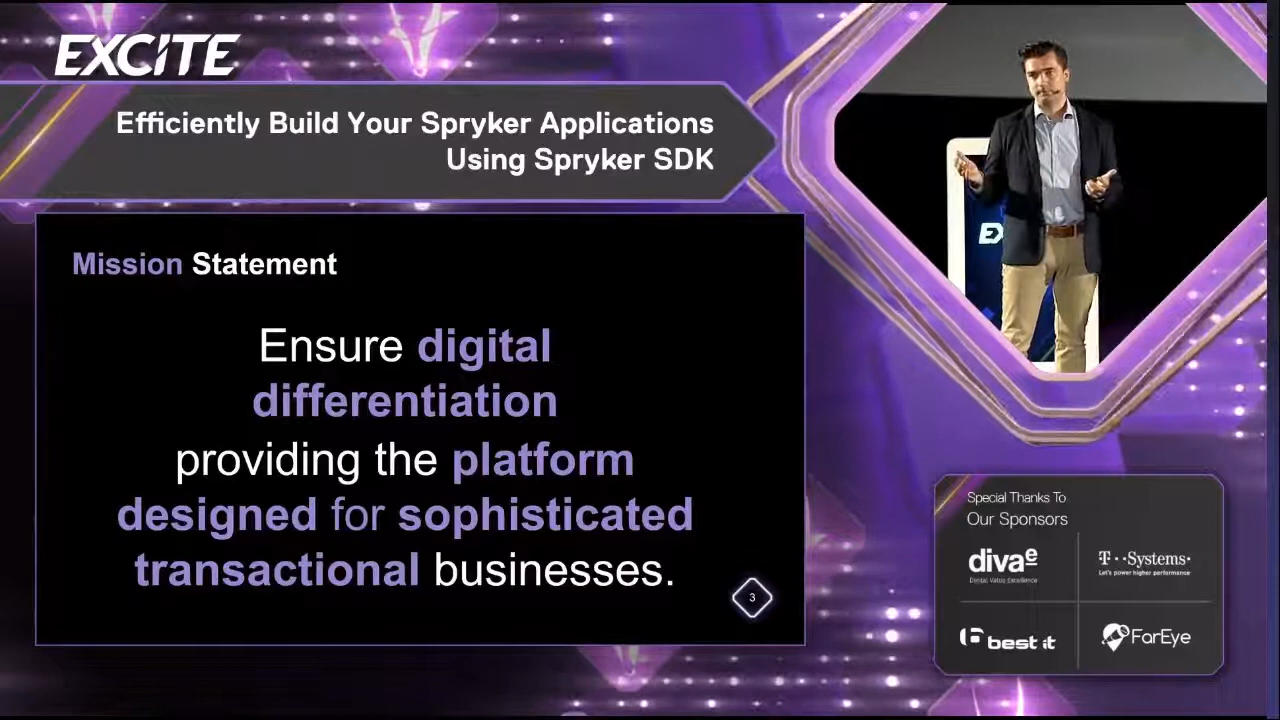 EXCITE
Efficiently Build Your Spryker Applications
Using Spryker SDK
Mission Statement
Ensure digital
differentiation
providing the platform
designed for sophisticated
transactional businesses.
3
EX
Special Thanks To
Our Sponsors
divae
Digital Value Excellence
T··Systems·
Let's power higher performance
best it
FarEye